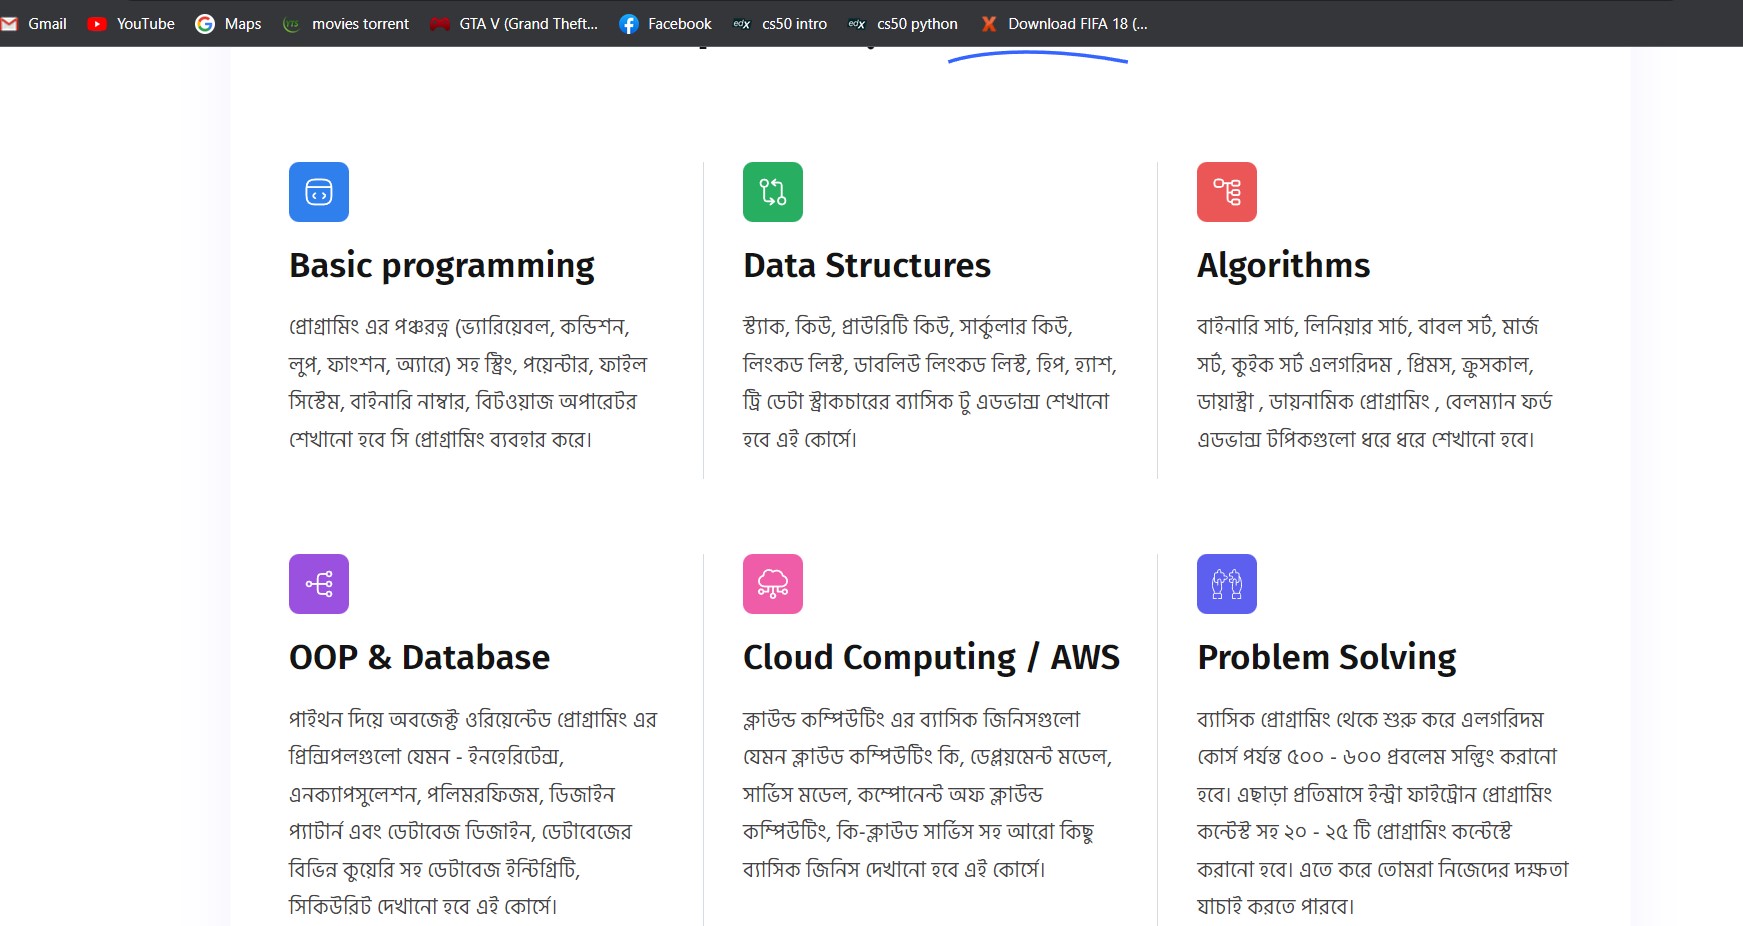 Gmail YouTube Maps movies torrent GTA V (Grand Theft... Facebook cs50 intro cs50 python Download FIFA 18 (...
Basic programming
প্রোগ্রামিং এর পঞ্চরত্ন (ভ্যারিয়েবল, কন্ডিশন,
লুপ, ফাংশন, অ্যারে) সহ স্ট্রিং, পয়েন্টার, ফাইল
সিস্টেম, বাইনারি নাম্বার, বিটওয়াজ অপারেটর
শেখানো হবে সি প্রোগ্রামিং ব্যবহার করে।
Data Structures
স্ট্যাক, কিউ, প্রাউরিটি কিউ, সার্কুলার কিউ,
লিংকড লিস্ট, ডাবলিউ লিংকড লিস্ট, হিপ, হ্যাশ,
ট্রি ডেটা স্ট্রাকচারের ব্যাসিক টু এডভান্স শেখানো
হবে এই কোর্সে।
Algorithms
বাইনারি সার্চ, লিনিয়ার সার্চ, বাবল সর্ট, মার্জ
সর্ট, কুইক সর্ট এলগরিদম , প্রিমস, ক্রুসকাল,
ডায়াস্ট্রা , ডায়নামিক প্রোগ্রামিং , বেলম্যান ফর্ড
এডভান্স টপিকগুলো ধরে ধরে শেখানো হবে।
OOP & Database
পাইথন দিয়ে অবজেক্ট ওরিয়েন্টেড প্রোগ্রামিং এর
প্রিন্সিপলগুলো যেমন - ইনহেরিটেন্স,
এনক্যাপসুলেশন, পলিমরফিজম, ডিজাইন
প্যাটার্ন এবং ডেটাবেজ ডিজাইন, ডেটাবেজের
বিভিন্ন কুয়েরি সহ ডেটাবেজ ইন্টিগ্রিটি,
সিকিউরিট দেখানো হবে এই কোর্সে।
Cloud Computing / AWS
ক্লাউন্ড কম্পিউটিং এর ব্যাসিক জিনিসগুলো
যেমন ক্লাউড কম্পিউটিং কি, ডেপ্লয়মেন্ট মডেল,
সার্ভিস মডেল, কম্পোনেন্ট অফ ক্লাউন্ড
কম্পিউটিং, কি-ক্লাউড সার্ভিস সহ আরো কিছু
ব্যাসিক জিনিস দেখানো হবে এই কোর্সে।
Problem Solving
ব্যাসিক প্রোগ্রামিং থেকে শুরু করে এলগরিদম
কোর্স পর্যন্ত ৫০০ - ৬০০ প্রবলেম সল্ভিং করানো
হবে। এছাড়া প্রতিমাসে ইন্ট্রা ফাইট্রোন প্রোগ্রামিং
কন্টেস্ট সহ ২০ - ২৫ টি প্রোগ্রামিং কন্টেস্টে
করানো হবে। এতে করে তোমরা নিজেদের দক্ষতা
যাচাই করতে পারবে।